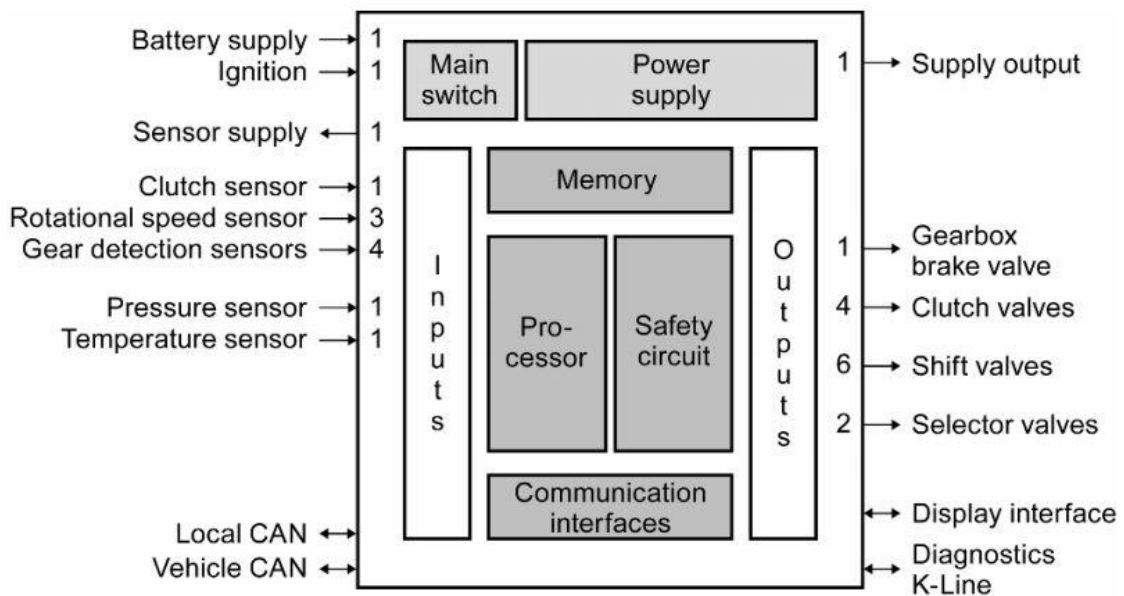 Battery supply
1
Ignition
1
Sensor supply
1
Clutch sensor
1
Rotational speed sensor
3
Gear detection sensors
4
Pressure sensor
1
Temperature sensor
1
Local CAN
Vehicle CAN
Main
switch
Power
supply
Inputs
Memory
Pro-
cessor
Safety
circuit
Communication
interfaces
Outputs
1
Supply output
1
Gearbox
brake valve
4
Clutch valves
6
Shift valves
2
Selector valves
Display interface
Diagnostics
K-Line